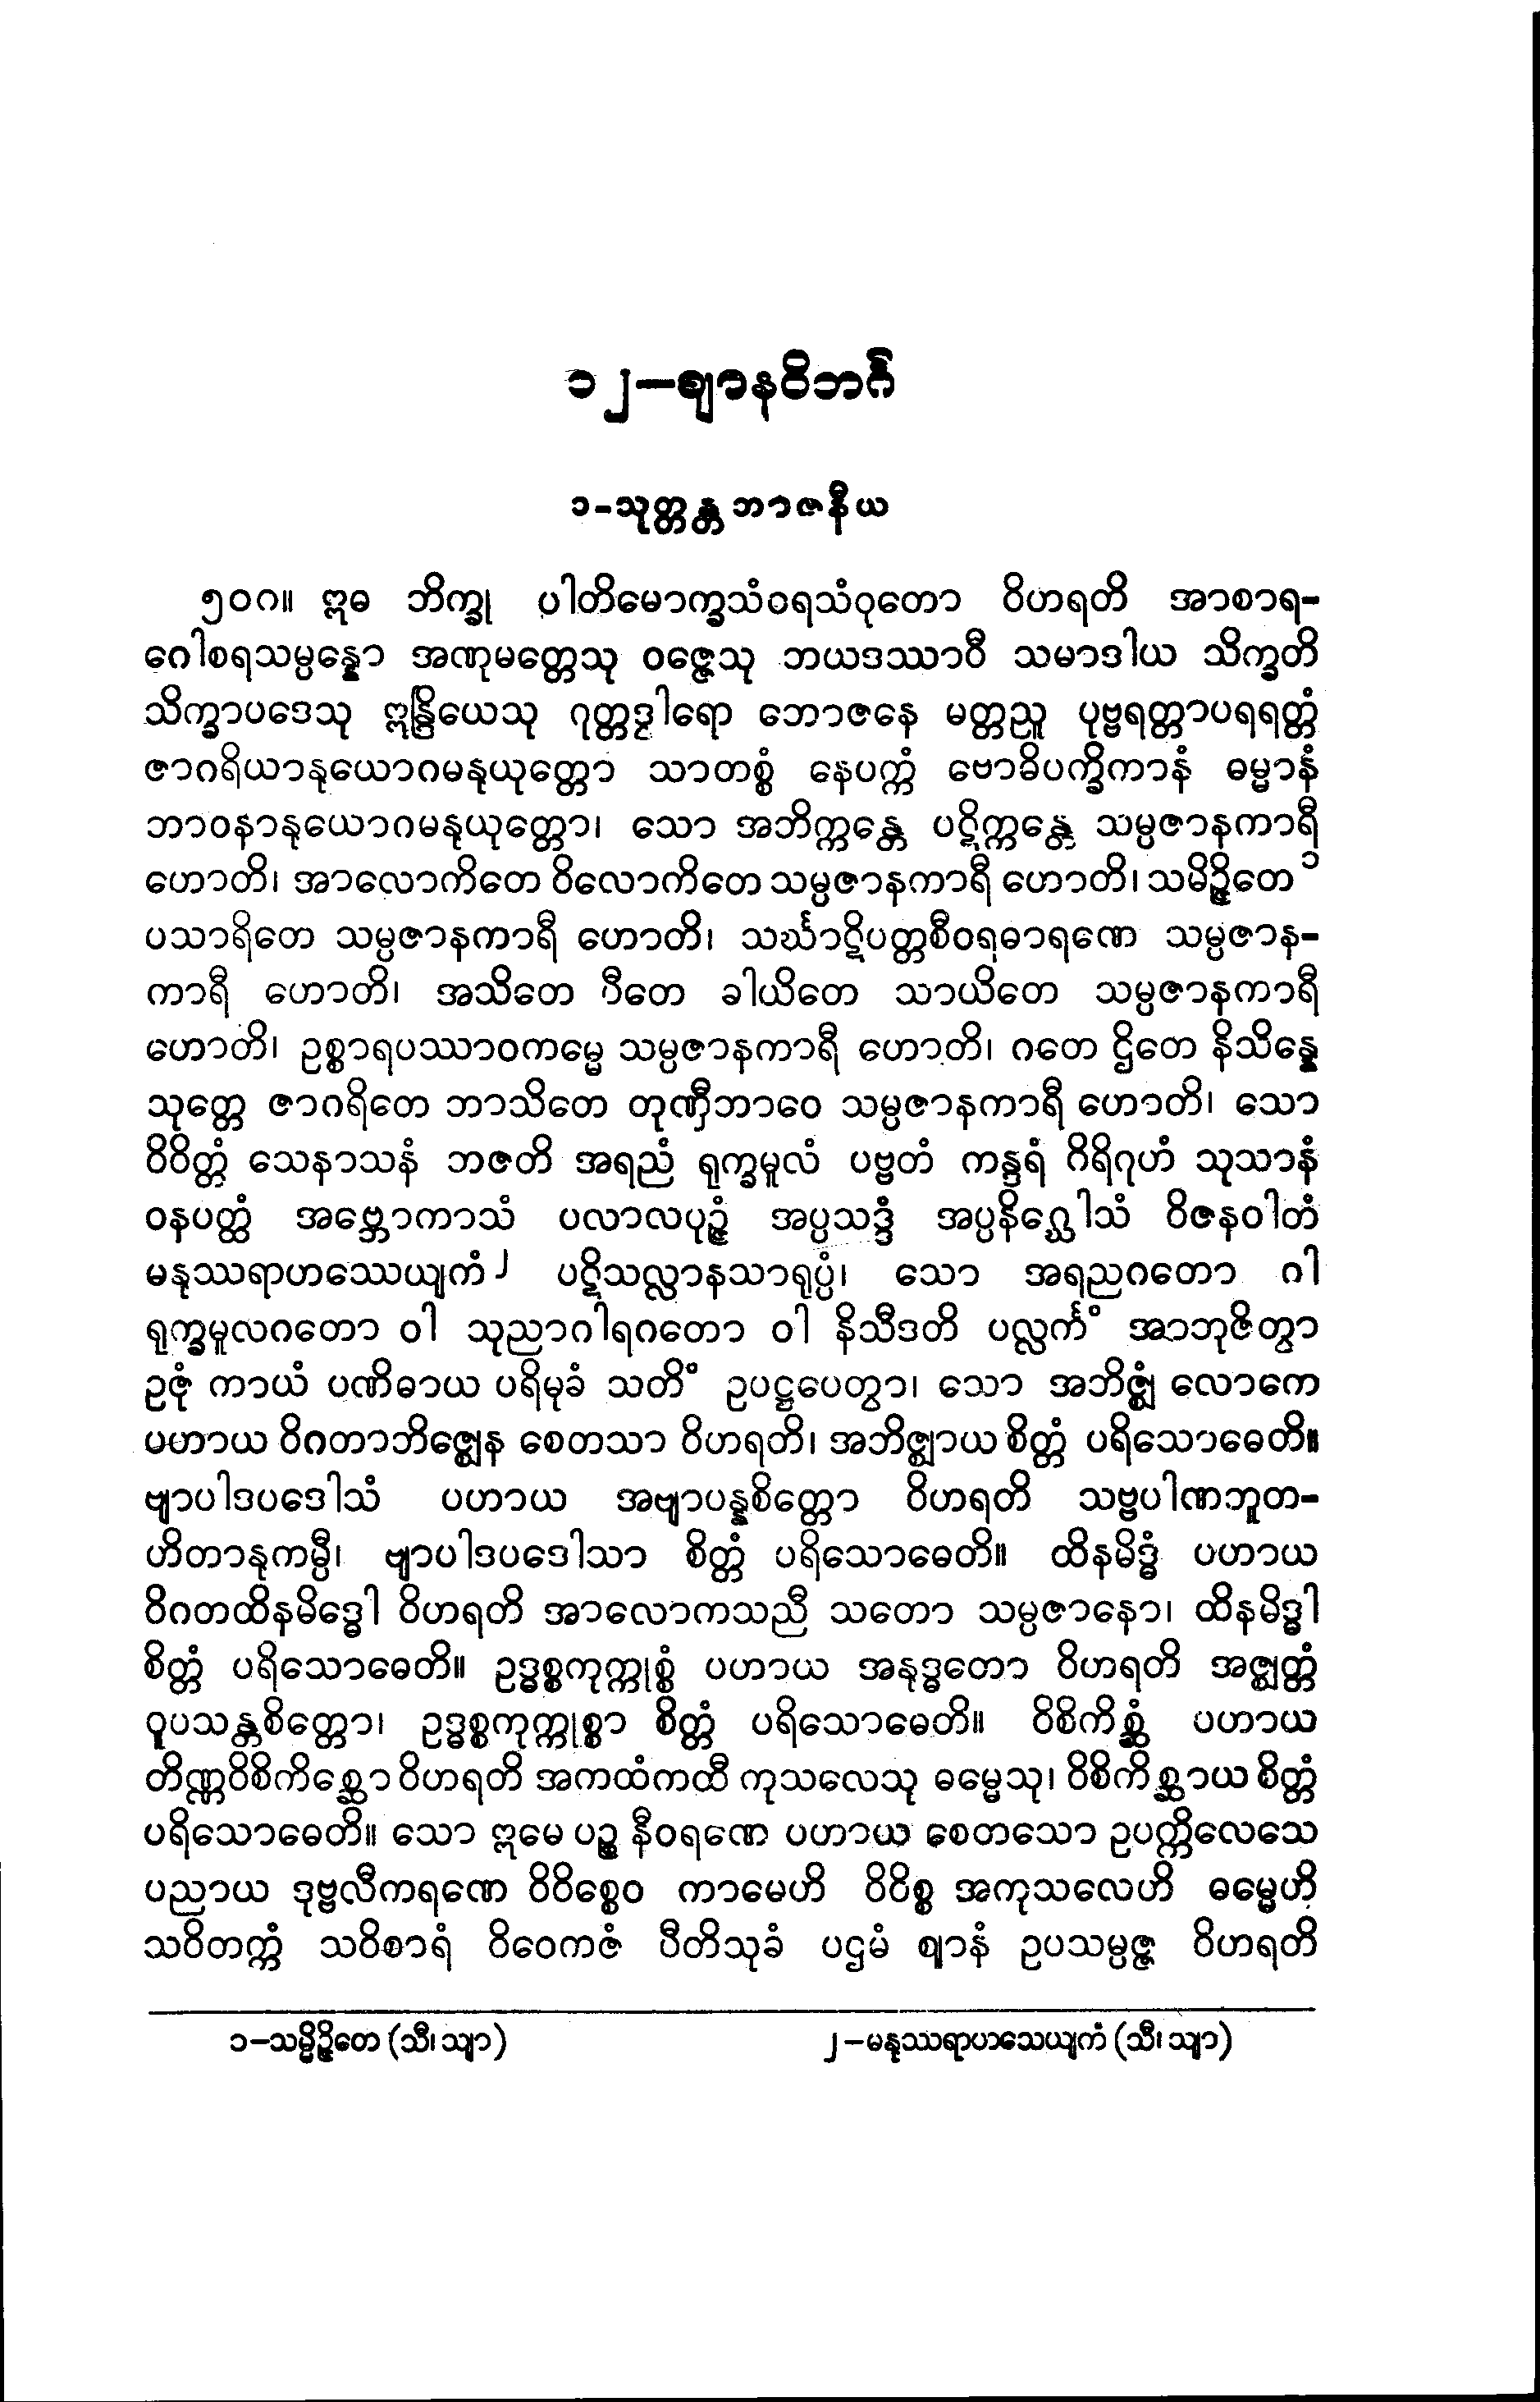 ၁၂—ဈာနဝိဘင်္ဂ
၁-သုတ္တန္တဘာဇနီယ
၅၀၈။ ဣဓ ဘိက္ခု ပါတိမောက္ခသံဝရသံဝုတော ဝိဟရတိ အာစာရ-
ဂေါစရသမ္ပန္နော အဏုမတ္တေသု ဝဇ္ဇေသု ဘယဒဿာဝီ သမာဒါယ သိက္ခတိ
သိက္ခာပဒေသု ဣန္ဒြိယေသု ဂုတ္တဒွါရော ဘောဇနေ မတ္တညူ ပုဗ္ဗရတ္တာပရရတ္တံ
ဇာဂရိယာနုယောဂမနုယုတ္တော သာတစ္စံ နေပက္ကံ ဗောဓိပက္ခိကာနံ ဓမ္မာနံ
ဘာဝနာနုယောဂမနုယုတ္တော၊ သော အဘိက္ကန္တေ ပဋိက္ကန္တေ သမ္ပဇာနကာရီ
ဟောတိ၊ အာလောကိတေ ဝိလောကိတေ သမ္ပဇာနကာရီ ဟောတိ၊ သမိဉ္ဇိတေ ၁
ပသာရိတေ သမ္ပဇာနကာရီ ဟောတိ၊ သင်္ဃာဋိပတ္တစီဝရဓာရဏေ သမ္ပဇာန-
ကာရီ ဟောတိ၊ အသိတေ ပီတေ ခါယိတေ သာယိတေ သမ္ပဇာနကာရီ
ဟောတိ၊ ဥစ္စာရပဿာဝကမ္မေ သမ္ပဇာနကာရီ ဟောတိ၊ ဂတေ ဌိတေ နိသိန္နေ
သုတ္တေ ဇာဂရိတေ ဘာသိတေ တုဏှီဘာဝေ သမ္ပဇာနကာရီ ဟောတိ၊ သော
ဝိဝိတ္တံ သေနာသနံ ဘဇတိ အရညံ ရုက္ခမူလံ ပဗ္ဗတံ ကန္ဒရံ ဂိရိဂုဟံ သုသာနံ
ဝနပတ္ထံ အဗ္ဘောကာသံ ပလာလပုဉ္ဇံ အပ္ပသဒ္ဒံ အပ္ပနိဂ္ဃေါသံ ဝိဇနဝါတံ
မနုဿရာဟဿေယျကံ ၂ ပဋိသလ္လာနသာရုပ္ပံ၊ သော အရညဂတော ဝါ
ရုက္ခမူလဂတော ဝါ သုညာဂါရဂတော ဝါ နိသီဒတိ ပလ္လင်္ကံ အာဘုဇိတွာ
ဥဇုံ ကာယံ ပဏိဓာယ ပရိမုခံ သတိံ ဥပဋ္ဌပေတွာ၊ သော အဘိဇ္ဈံ လောကေ
ပဟာယ ဝိဂတာဘိဇ္ဈေန စေတသာ ဝိဟရတိ၊ အဘိဇ္ဈာယ စိတ္တံ ပရိသောဓေတိ။
ဗျာပါဒပဒေါသံ ပဟာယ အဗျာပန္နစိတ္တော ဝိဟရတိ သဗ္ဗပါဏဘူတ-
ဟိတာနုကမ္ပီ၊ ဗျာပါဒပဒေါသာ စိတ္တံ ပရိသောဓေတိ။ ထိနမိဒ္ဓံ ပဟာယ
ဝိဂတထိနမိဒ္ဓေါ ဝိဟရတိ အာလောကသညီ သတော သမ္ပဇာနော၊ ထိနမိဒ္ဓါ
စိတ္တံ ပရိသောဓေတိ။ ဥဒ္ဓစ္စကုက္ကုစ္စံ ပဟာယ အနုဒ္ဓတော ဝိဟရတိ အဇ္ဈတ္တံ
ဝူပသန္တစိတ္တော၊ ဥဒ္ဓစ္စကုက္ကုစ္စာ စိတ္တံ ပရိသောဓေတိ။ ဝိစိကိစ္ဆံ ပဟာယ
တိဏ္ဏဝိစိကိစ္ဆော ဝိဟရတိ အကထံကထီ ကုသလေသု ဓမ္မေသု၊ ဝိစိကိစ္ဆာယ စိတ္တံ
ပရိသောဓေတိ။ သော ဣမေ ပဉ္စ နီဝရဏေ ပဟာယ စေတသော ဥပက္ကိလေသေ
ပညာယ ဒုဗ္ဗလီကရဏေ ဝိဝိစ္စေဝ ကာမေဟိ ဝိဝိစ္စ အကုသလေဟိ ဓမ္မေဟိ
သဝိတက္ကံ သဝိစာရံ ဝိဝေကဇံ ပီတိသုခံ ပဌမံ ဈာနံ ဥပသမ္ပဇ္ဇ ဝိဟရတိ
၁—သမ္မိဉ္ဇိတေ (သီ၊ သျာ)
၂—မနုဿရာဟသေယျကံ (သီ၊ သျာ)